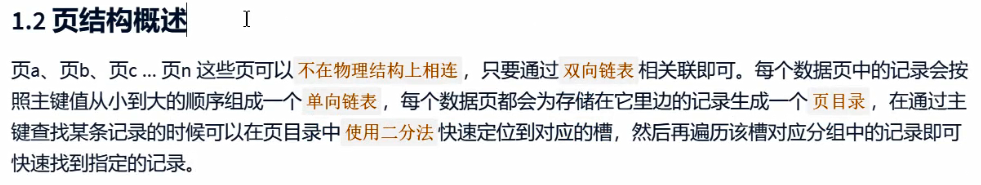 1.2 页结构概述
页a、页b、页c ... 页n 这些页可以 不在物理结构上相连 ，只要通过 双向链表 相关联即可。每个数据页中的记录会按
照主键值从小到大的顺序组成一个 单向链表 ，每个数据页都会为存储在它里边的记录生成一个 页目录 ，在通过主
键查找某条记录的时候可以在页目录中 使用二分法 快速定位到对应的槽，然后再遍历该槽对应分组中的记录即可
快速找到指定的记录。